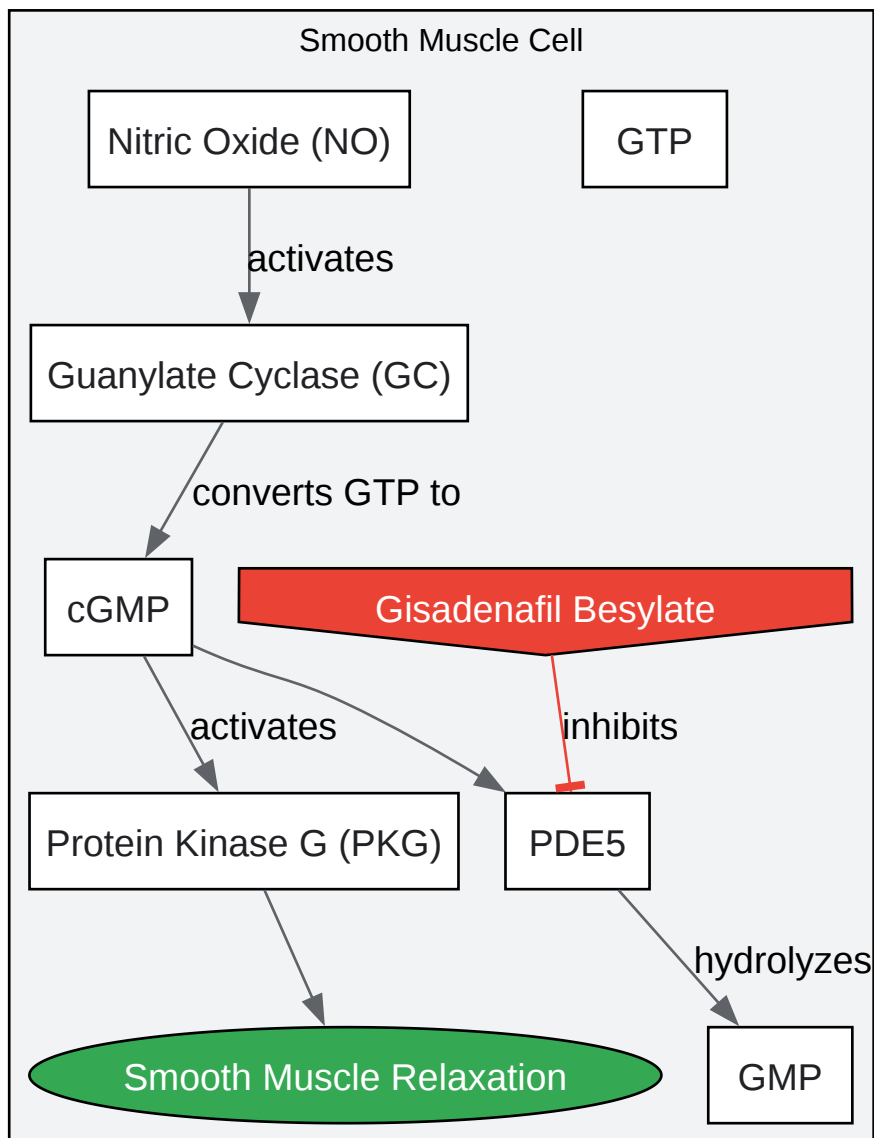 Smooth Muscle Cell
Nitric Oxide (NO)
GTP
activates
Guanylate Cyclase (GC)
converts GTP to
cGMP
Gisadenafil Besylate
activates
inhibits
Protein Kinase G (PKG)
PDE5
hydrolyzes
Smooth Muscle Relaxation
GMP